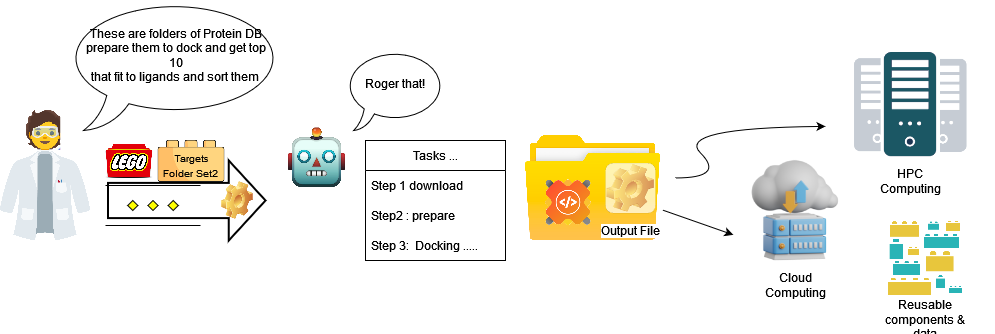 These are folders of Protein DB
prepare them to dock and get top
10
that fit to ligands and sort them
Roger that!
LEGO
Targets
Folder Set2
Tasks ...
Step 1 download
Step2 : prepare
Step 3:  Docking .....
</>
Output File
HPC
Computing
Cloud
Computing
Reusable
components &
data